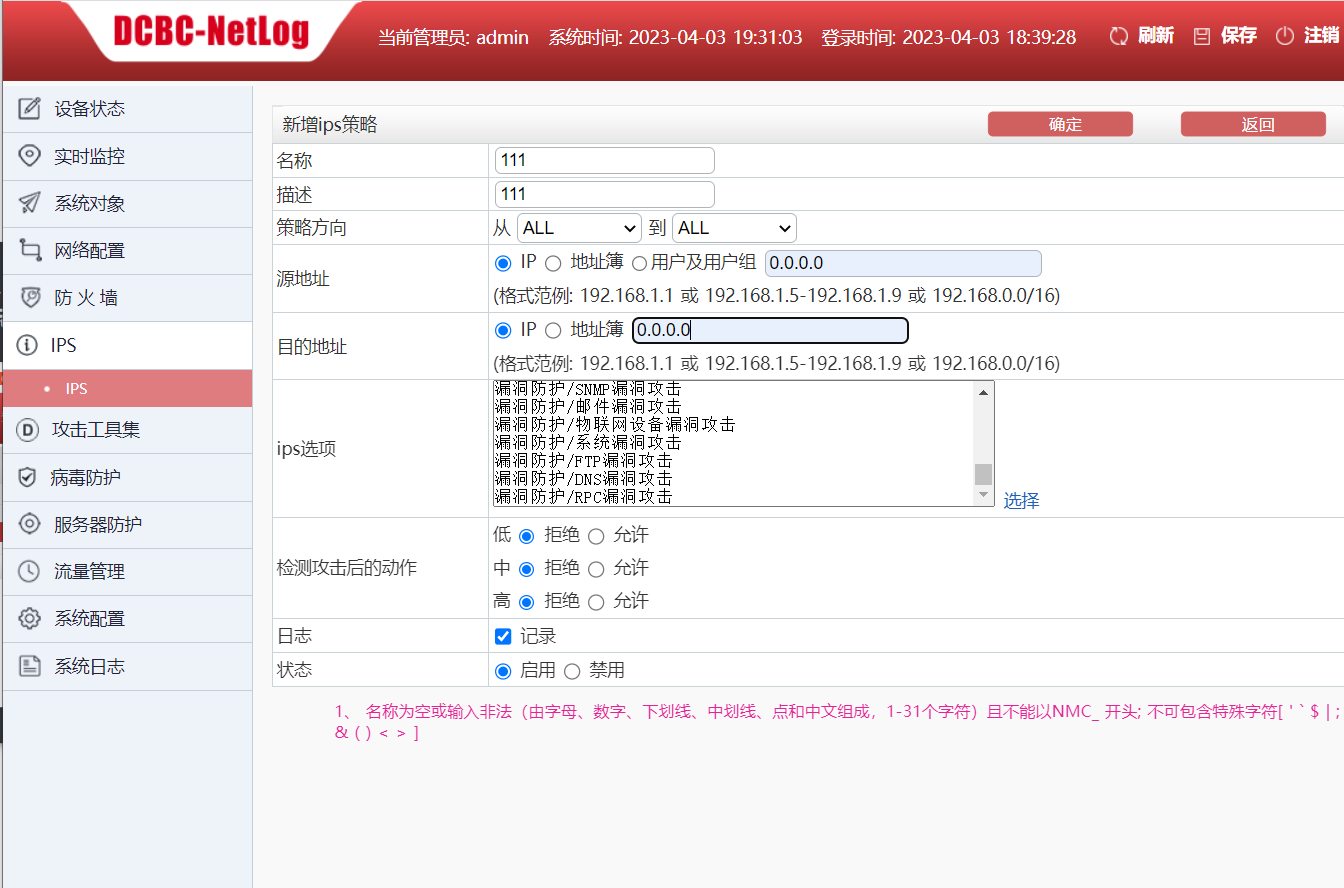 DCBC-NetLog
当前管理员: admin 系统时间: 2023-04-03 19:31:03 登录时间: 2023-04-03 18:39:28 刷新 保存 注销
设备状态
实时监控
系统对象
网络配置
防 火 墙
IPS
IPS
攻击工具集
病毒防护
服务器防护
流量管理
系统配置
系统日志
新增ips策略 确定 返回
名称 111
描述 111
策略方向 从 ALL 到 ALL
源地址 IP 地址簿 用户及用户组 0.0.0.0
(格式范例: 192.168.1.1 或 192.168.1.5-192.168.1.9 或 192.168.0.0/16)
目的地址 IP 地址簿 0.0.0.0
(格式范例: 192.168.1.1 或 192.168.1.5-192.168.1.9 或 192.168.0.0/16)
ips选项
漏洞防护/SNMP漏洞攻击
漏洞防护/邮件漏洞攻击
漏洞防护/物联网设备漏洞攻击
漏洞防护/系统漏洞攻击
漏洞防护/FTP漏洞攻击
漏洞防护/DNS漏洞攻击
漏洞防护/RPC漏洞攻击
选择
检测攻击后的动作
低 拒绝 允许
中 拒绝 允许
高 拒绝 允许
日志 记录
状态 启用 禁用
1、 名称为空或输入非法（由字母、数字、下划线、中划线、点和中文组成，1-31个字符）且不能以NMC_ 开头; 不可包含特殊字符[ ' ` $ | ;
& ( ) < > ]